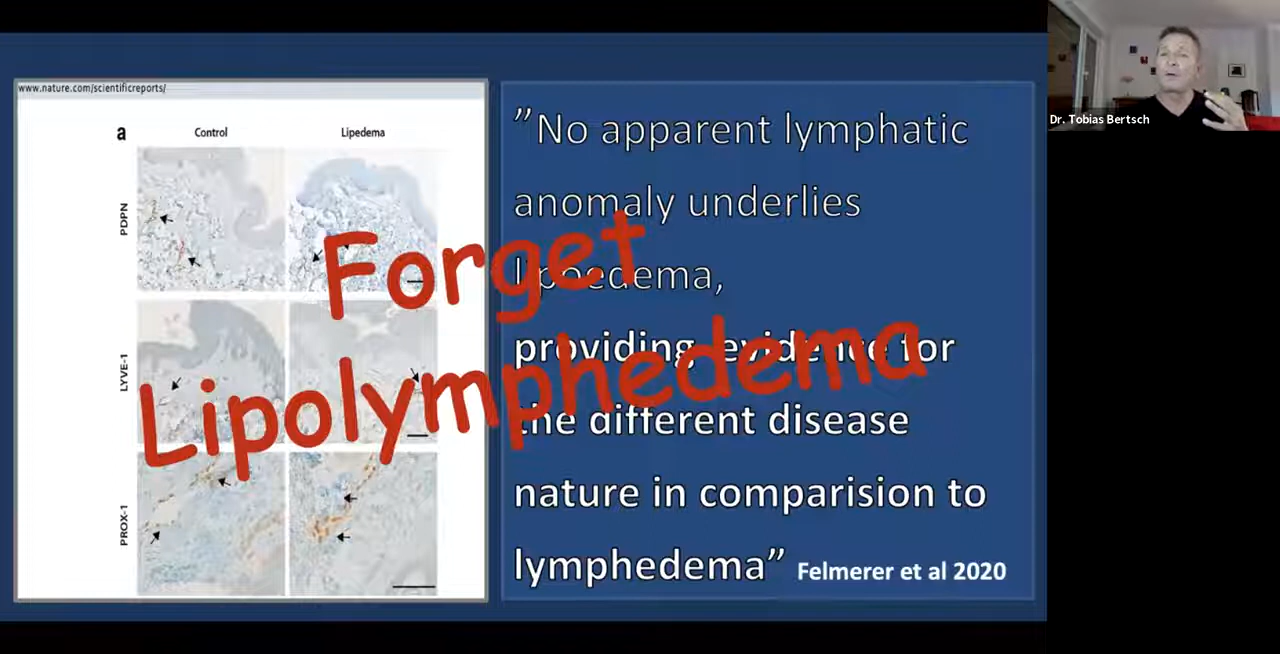 www.nature.com/scientificreports/
a
Control
Lipedema
PDPN
LYVE-1
PROX-1
”No apparent lymphatic
anomaly underlies
lipoedema,
providing evidence for
the different disease
nature in comparision to
lymphedema” Felmerer et al 2020
Forget
Lipolymphedema
Dr. Tobias Bertsch